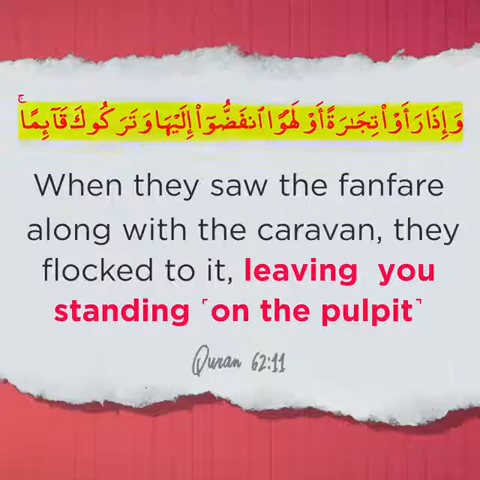 وَإِذَا رَأَوْا۟ تِجَـٰرَةً أَوْ لَهْوًا ٱنفَضُّوٓا۟ إِلَيْهَا وَتَرَكُوكَ قَآئِمًا ۚ
When they saw the fanfare
along with the caravan, they
flocked to it, leaving you
standing ˹on the pulpit˺
Quran 62:11